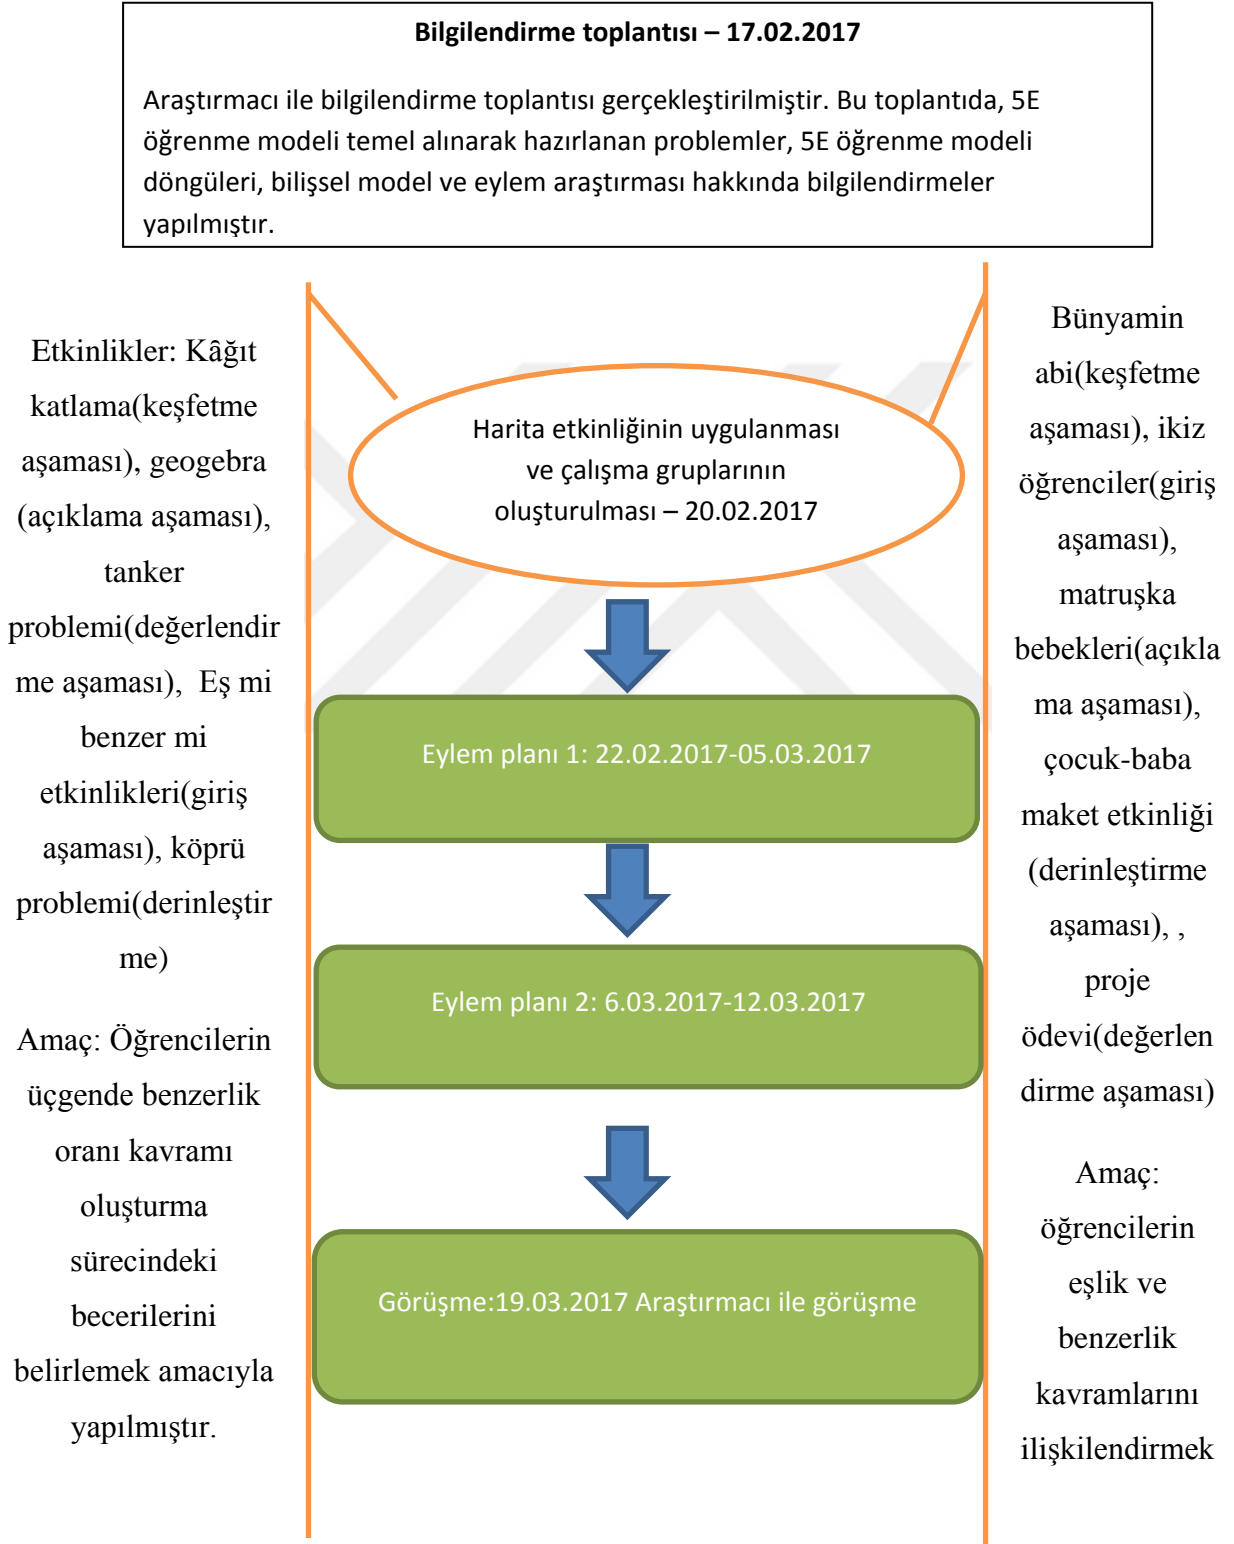 Bilgilendirme toplantısı – 17.02.2017
Araştırmacı ile bilgilendirme toplantısı gerçekleştirilmiştir. Bu toplantıda, 5E
öğrenme modeli temel alınarak hazırlanan problemler, 5E öğrenme modeli
döngüleri, bilişsel model ve eylem araştırması hakkında bilgilendirmeler
yapılmıştır.
Etkinlikler: Kâğıt
katlama(keşfetme
aşaması), geogebra
(açıklama aşaması),
tanker
problemi(değerlendir
me aşaması),  Eş mi
benzer mi
etkinlikleri(giriş
aşaması), köprü
problemi(derinleştir
me)
Amaç: Öğrencilerin
üçgende benzerlik
oranı kavramı
oluşturma
sürecindeki
becerilerini
belirlemek amacıyla
yapılmıştır.
Harita etkinliğinin uygulanması
ve çalışma gruplarının
oluşturulması – 20.02.2017
Eylem planı 1: 22.02.2017-05.03.2017
Eylem planı 2: 6.03.2017-12.03.2017
Görüşme:19.03.2017 Araştırmacı ile görüşme
Bünyamin
abi(keşfetme
aşaması), ikiz
öğrenciler(giriş
aşaması),
matruşka
bebekleri(açıkla
ma aşaması),
çocuk-baba
maket etkinliği
(derinleştirme
aşaması), ,
proje
ödevi(değerlen
dirme aşaması)
Amaç:
öğrencilerin
eşlik ve
benzerlik
kavramlarını
ilişkilendirmek